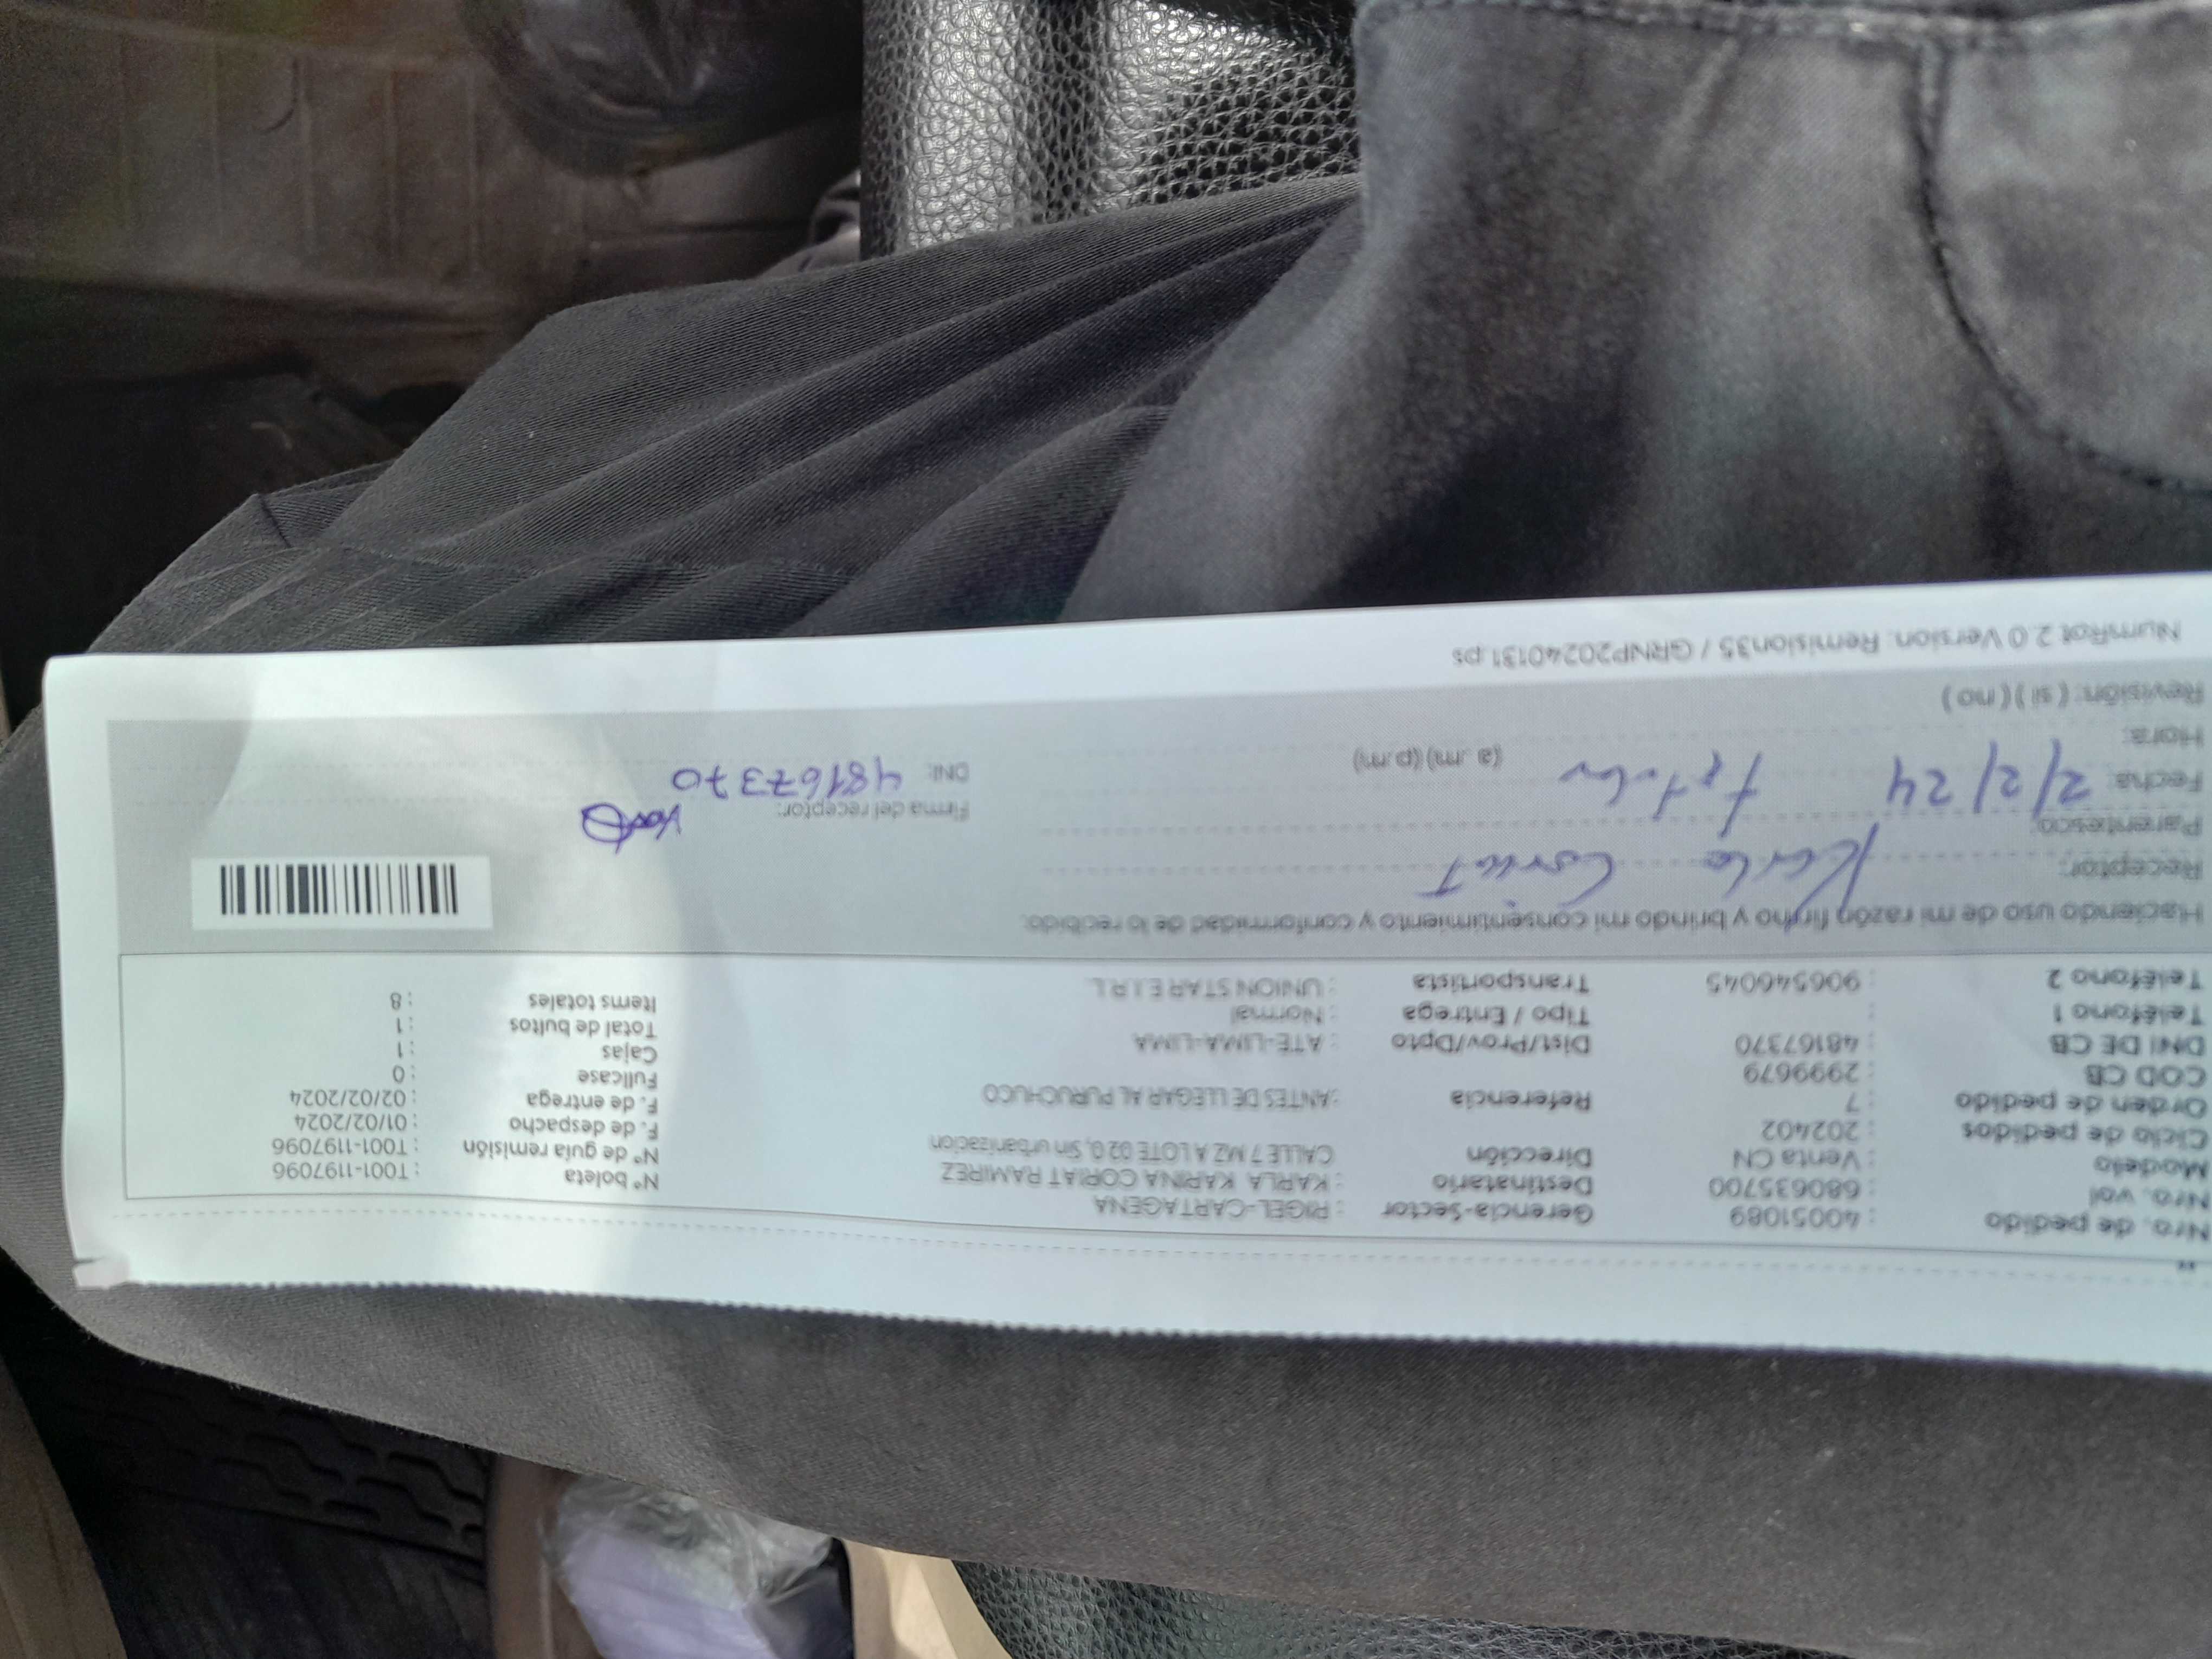 Nro. de pedido : 40051089 Gerencia-Sector : RIGEL-CARTAGENA Nº boleta : T001-1197096
Nro. wol : 680635700 Destinatario : KARLA KARINA CORIAT RAMIREZ Nº de guía remisión : T001-1197096
Modelo : Venta CN Dirección CALLE 7 MZ A LOTE 02,0, Sin urbanizacion F. de despacho : 01/02/2024
Ciclo de pedidos : 202402 F. de entrega : 02/02/2024
Orden de pedido : 7 Referencia : ANTES DE LLEGAR AL PURUCHUCO Fullcase : 0
COD CB : 2999679 Cajas : 1
DNI DE CB : 48167370 Dist/Prov/Dpto : ATE-LIMA-LIMA Total de bultos : 1
Teléfono 1 : Tipo / Entrega : Normal Items totales : 8
Teléfono 2 : 906546045 Transportista : UNION STAR E.I.R.L
Haciendo uso de mi razón firmo y brindo mi consentimiento y conformidad de lo recibido.
Receptor: Karla Coriat
Parentesco: Firma del receptor:
Fecha: 2/2/24 DNI: 48167370
Hora: (a .m) (p.m)
Revisión: ( si ) ( no )
NumRot 2.0 Version. Remision35 / GRNP20240131.ps